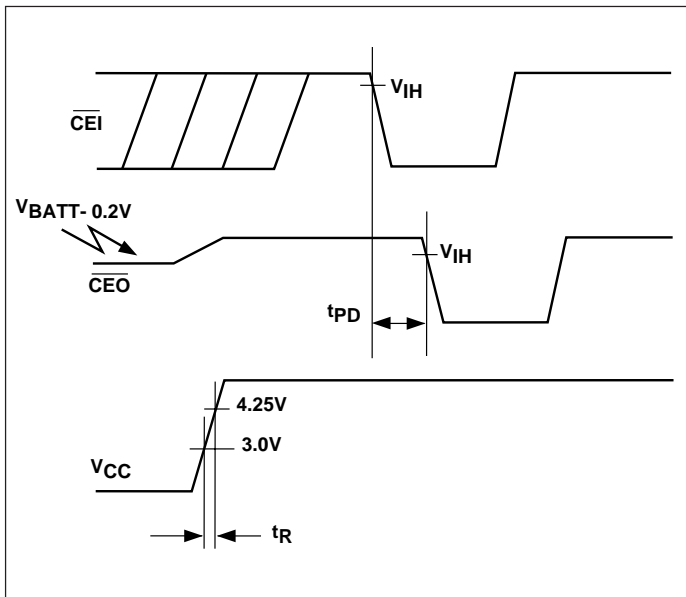 VIH
CEI
VBATT- 0.2V
VIH
CEO
tPD
4.25V
3.0V
VCC
tR